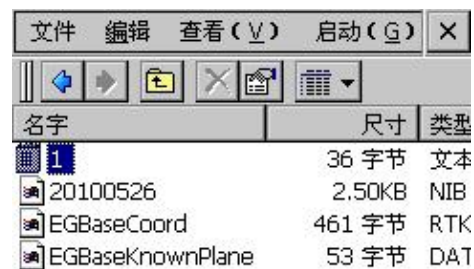 文件 编辑 查看(V) 启动(G) ×
名字 尺寸 类型
1 36 字节 文本
20100526 2.50KB NIB
EGBaseCoord 461 字节 RTK
EGBaseKnownPlane 53 字节 DAT